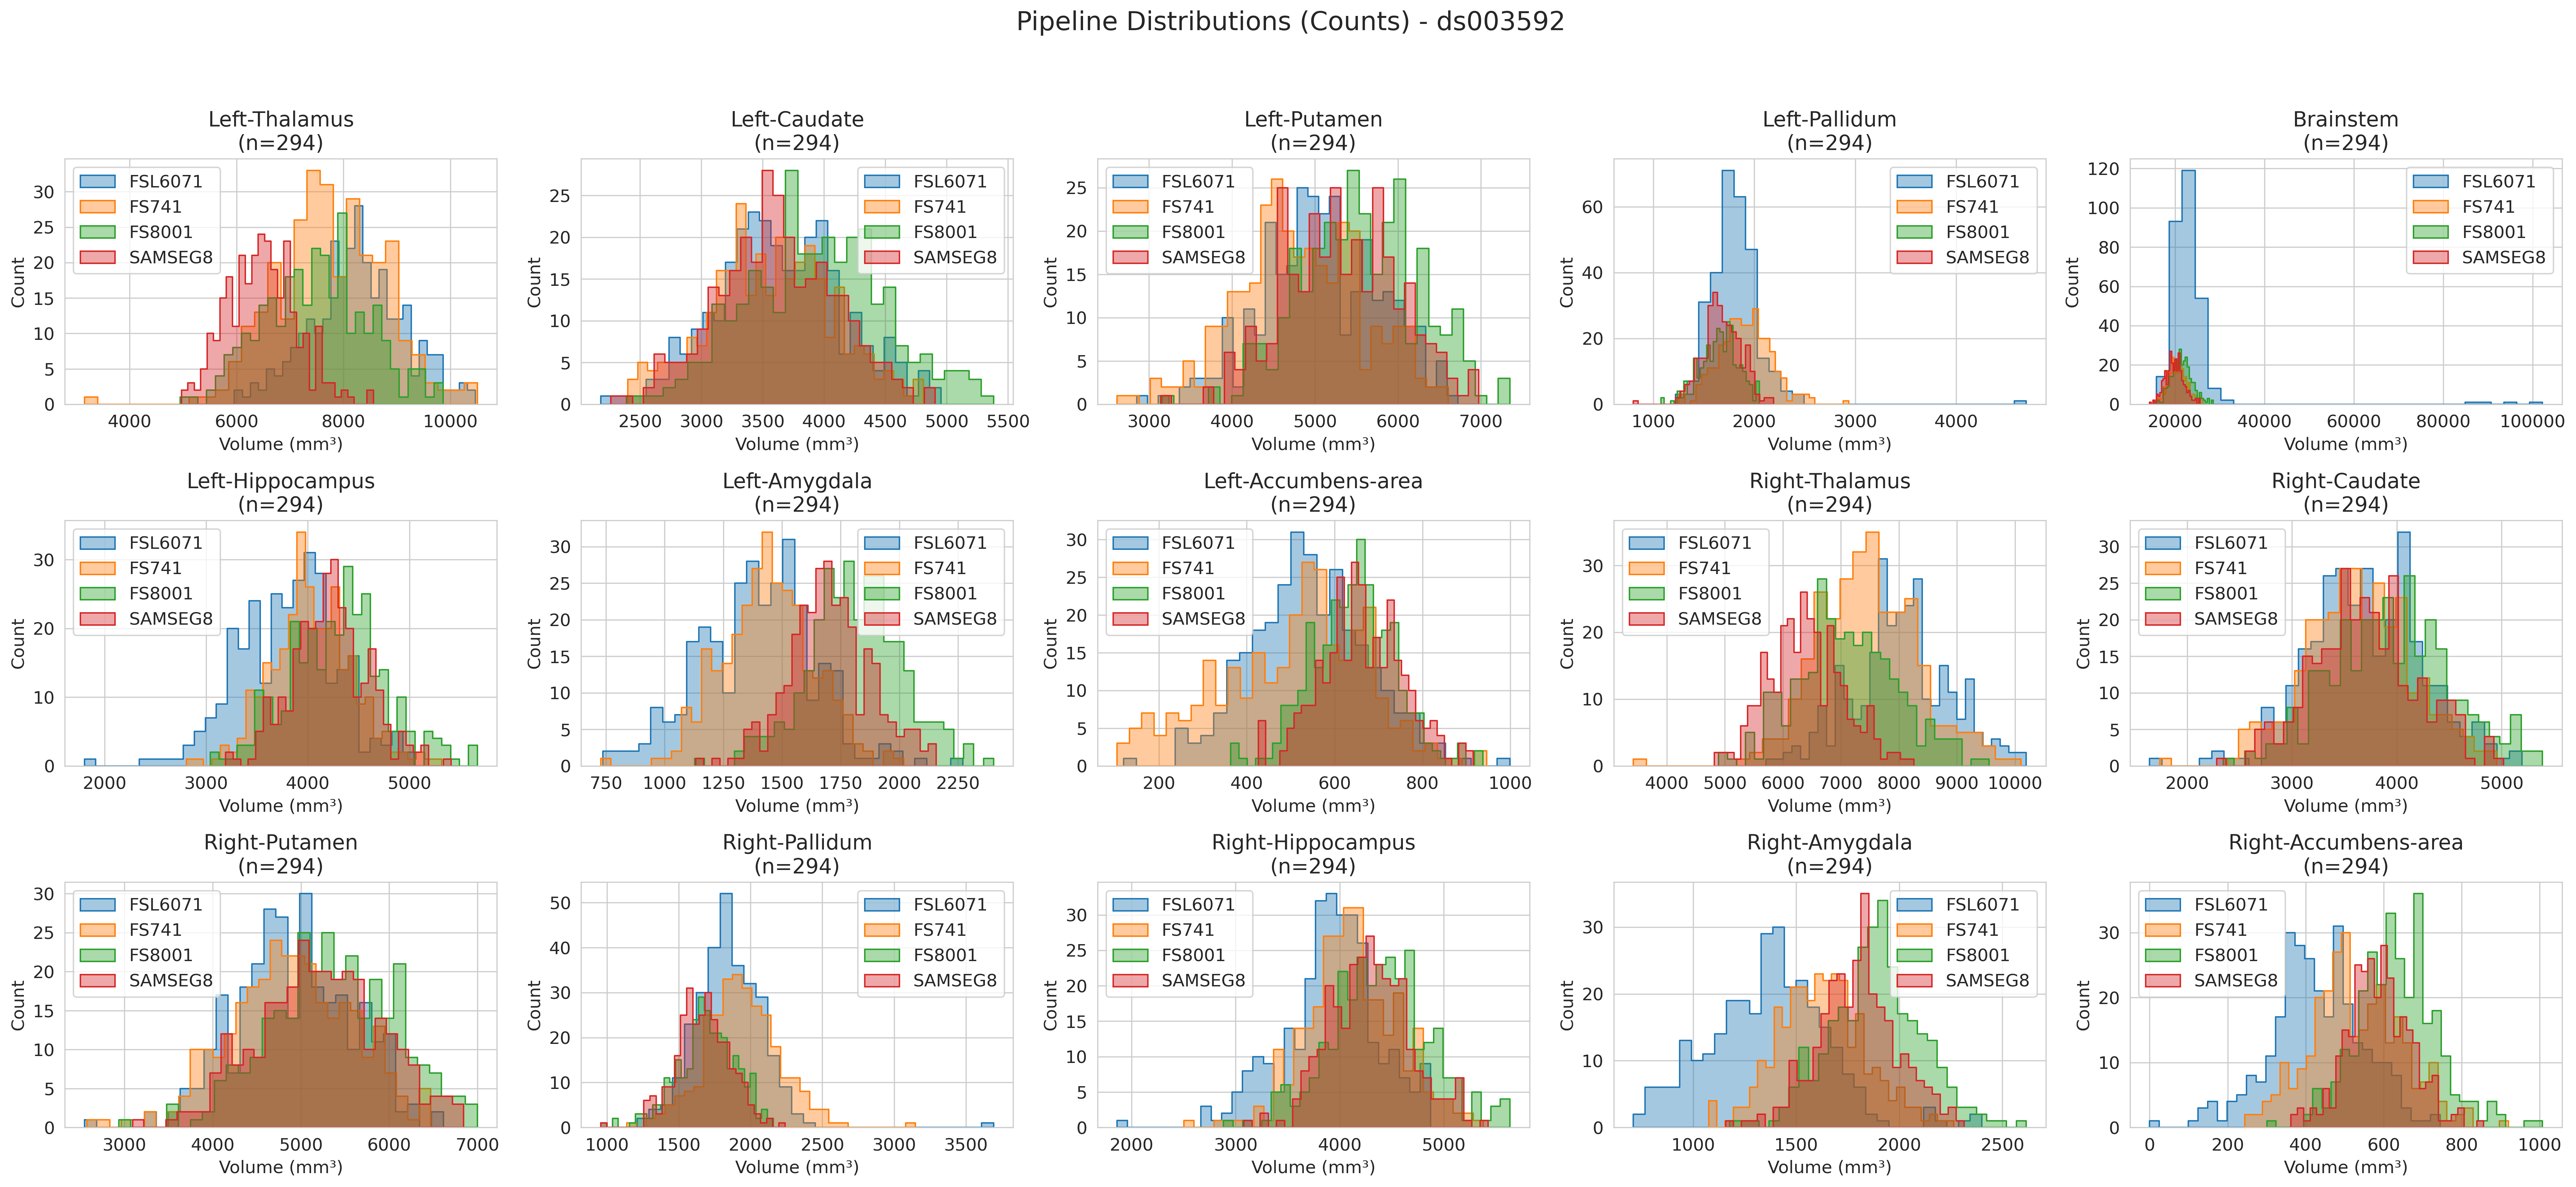 Pipeline Distributions (Counts) - ds003592
Left-Thalamus
(n=294)
Count
30
25
20
15
10
5
0
FSL6071
FS741
FS8001
SAMSEG8
4000 6000 8000 10000
Volume (mm³)
Left-Caudate
(n=294)
Count
25
20
15
10
5
0
FSL6071
FS741
FS8001
SAMSEG8
2500 3000 3500 4000 4500 5000 5500
Volume (mm³)
Left-Putamen
(n=294)
Count
25
20
15
10
5
0
FSL6071
FS741
FS8001
SAMSEG8
3000 4000 5000 6000 7000
Volume (mm³)
Left-Pallidum
(n=294)
Count
60
40
20
0
FSL6071
FS741
FS8001
SAMSEG8
1000 2000 3000 4000
Volume (mm³)
Brainstem
(n=294)
Count
120
100
80
60
40
20
0
FSL6071
FS741
FS8001
SAMSEG8
20000 40000 60000 80000 100000
Volume (mm³)
Left-Hippocampus
(n=294)
Count
30
20
10
0
FSL6071
FS741
FS8001
SAMSEG8
2000 3000 4000 5000
Volume (mm³)
Left-Amygdala
(n=294)
Count
30
25
20
15
10
5
0
FSL6071
FS741
FS8001
SAMSEG8
750 1000 1250 1500 1750 2000 2250
Volume (mm³)
Left-Accumbens-area
(n=294)
Count
30
25
20
15
10
5
0
FSL6071
FS741
FS8001
SAMSEG8
200 400 600 800 1000
Volume (mm³)
Right-Thalamus
(n=294)
Count
30
20
10
0
FSL6071
FS741
FS8001
SAMSEG8
4000 5000 6000 7000 8000 9000 10000
Volume (mm³)
Right-Caudate
(n=294)
Count
30
25
20
15
10
5
0
FSL6071
FS741
FS8001
SAMSEG8
2000 3000 4000 5000
Volume (mm³)
Right-Putamen
(n=294)
Count
30
25
20
15
10
5
0
FSL6071
FS741
FS8001
SAMSEG8
3000 4000 5000 6000 7000
Volume (mm³)
Right-Pallidum
(n=294)
Count
50
40
30
20
10
0
FSL6071
FS741
FS8001
SAMSEG8
1000 1500 2000 2500 3000 3500
Volume (mm³)
Right-Hippocampus
(n=294)
Count
30
25
20
15
10
5
0
FSL6071
FS741
FS8001
SAMSEG8
2000 3000 4000 5000
Volume (mm³)
Right-Amygdala
(n=294)
Count
30
20
10
0
FSL6071
FS741
FS8001
SAMSEG8
1000 1500 2000 2500
Volume (mm³)
Right-Accumbens-area
(n=294)
Count
30
20
10
0
FSL6071
FS741
FS8001
SAMSEG8
0 200 400 600 800 1000
Volume (mm³)